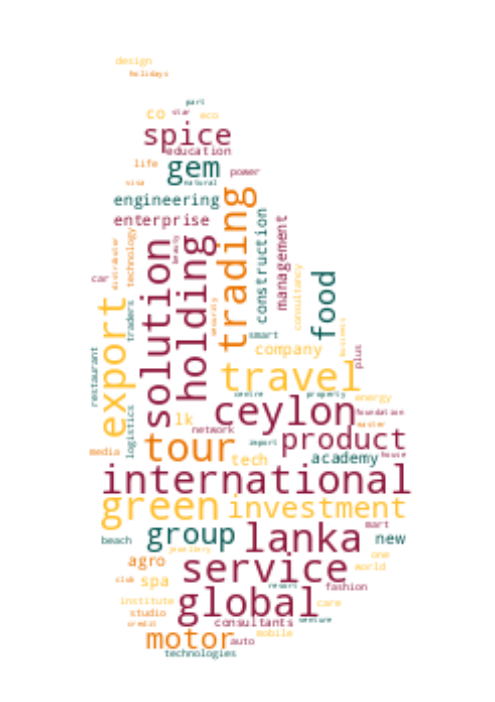 design
holidays
part
co
star
eco
spice
education
life
gem
power
visa
natural
engineering
enterprise
trading
solution
holding
construction
management
technology
distributor
beauty
car
consultancy
food
export
traders
security
smart
business
company
plus
restaurant
travel
centre
property
energy
ceylon
foundation
lk
network
master
logistics
tour
import
product
media
tech
academy
house
international
green
investment
group
lanka
mart
new
beach
jewellery
one
agro
service
world
club
spa
resort
fashion
institute
global
care
studio
credit
consultants
venture
motor
auto
mobile
technologies